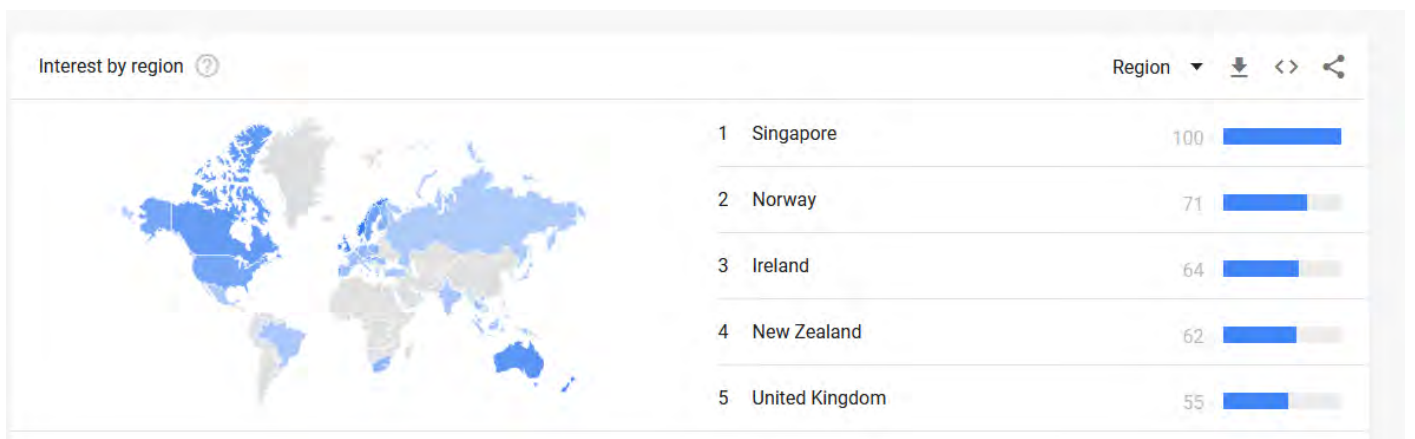 Interest by region
Region
1 Singapore 100
2 Norway 71
3 Ireland 64
4 New Zealand 62
5 United Kingdom 55